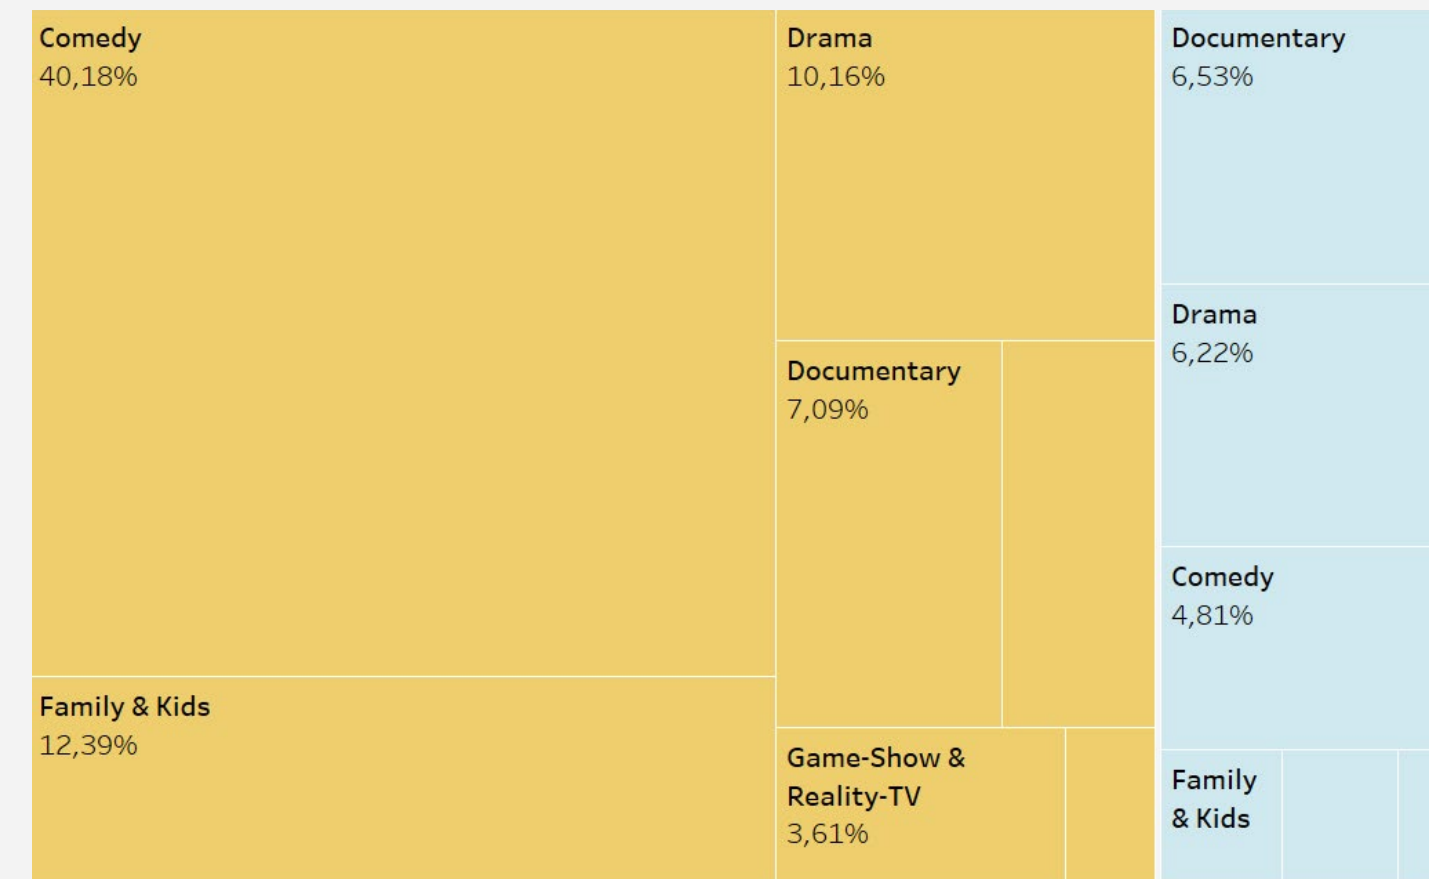 Comedy
40,18%
Family & Kids
12,39%
Drama
10,16%
Documentary
7,09%
Game-Show &
Reality-TV
3,61%
Documentary
6,53%
Drama
6,22%
Comedy
4,81%
Family
& Kids